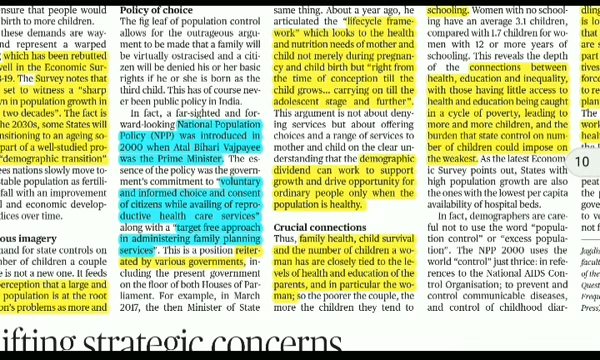 ensure that people would
birth to more children.
these demands are way-
nd represent a warped
which has been rebutted
vell in the Economic Sur-
8-19. The Survey notes that
set to witness a "sharp
wn in population growth in
two decades". The fact is
the 2030s, some States will
nsitioning to an ageing so-
part of a well-studied pro-
"demographic transition"
ees nations slowly move to-
stable population as fertili-
fall with an improvement
l and economic develop-
dices over time.
ous imagery
mand for state controls on
mber of children a couple
e is not a new one. It feeds
perception that a large and
population is at the root
on's problems as more and
Policy of choice
The fig leaf of population control
allows for the outrageous argu-
ment to be made that a family will
be virtually ostracised and a citi-
zen will be denied his or her basic
rights if he or she is born as the
third child. This has of course nev-
er been public policy in India.
In fact, a far-sighted and for-
ward-looking National Population
Policy (NPP) was introduced in
2000 when Atal Bihari Vajpayee
was the Prime Minister. The es-
sence of the policy was the govern-
ment's commitment to "voluntary
and informed choice and consent
of citizens while availing of repro-
ductive health care services"
along with a "target free approach
in administering family planning
services". This is a position reiter-
ated by various governments, in-
cluding the present government
on the floor of both Houses of Par-
liament. For example, in March
2017, the then Minister of State
same thing. About a year ago, he
articulated the "lifecycle frame-
work" which looks to the health
and nutrition needs of mother and
child not merely during pregnan-
cy and child birth but "right from
the time of conception till the
child grows... carrying on till the
adolescent stage and further".
This argument is not about deny-
ing services but about offering
choices and a range of services to
mother and child on the clear un-
derstanding that the demographic
dividend can work to support
growth and drive opportunity for
ordinary people only when the
population is healthy.
Crucial connections
Thus, family health, child survival
and the number of children a wo-
man has are closely tied to the le-
vels of health and education of the
parents, and in particular the wo-
man; so the poorer the couple, the
more the children they tend to
schooling. Women with no school-
ing have an average 3.1 children,
compared with 1.7 children for wo-
men with 12 or more years of
schooling. This reveals the depth
of the connections between
health, education and inequality,
with those having little access to
health and education being caught
in a cycle of poverty, leading to
more and more children, and the
burden that state control on num-
ber of children could impose on
the weakest. As the latest Econom-
ic Survey points out, States with
high population growth are also
the ones with the lowest per capita
availability of hospital beds.
In fact, demographers are care-
ful not to use the word "popula-
tion control" or "excess popula-
tion". The NPP 2000 uses the
word "control" just thrice: in refe-
rences to the National AIDS Con-
trol Organisation; to prevent and
control communicable diseases,
and control of childhood diar-
10
ifting strategic concerns